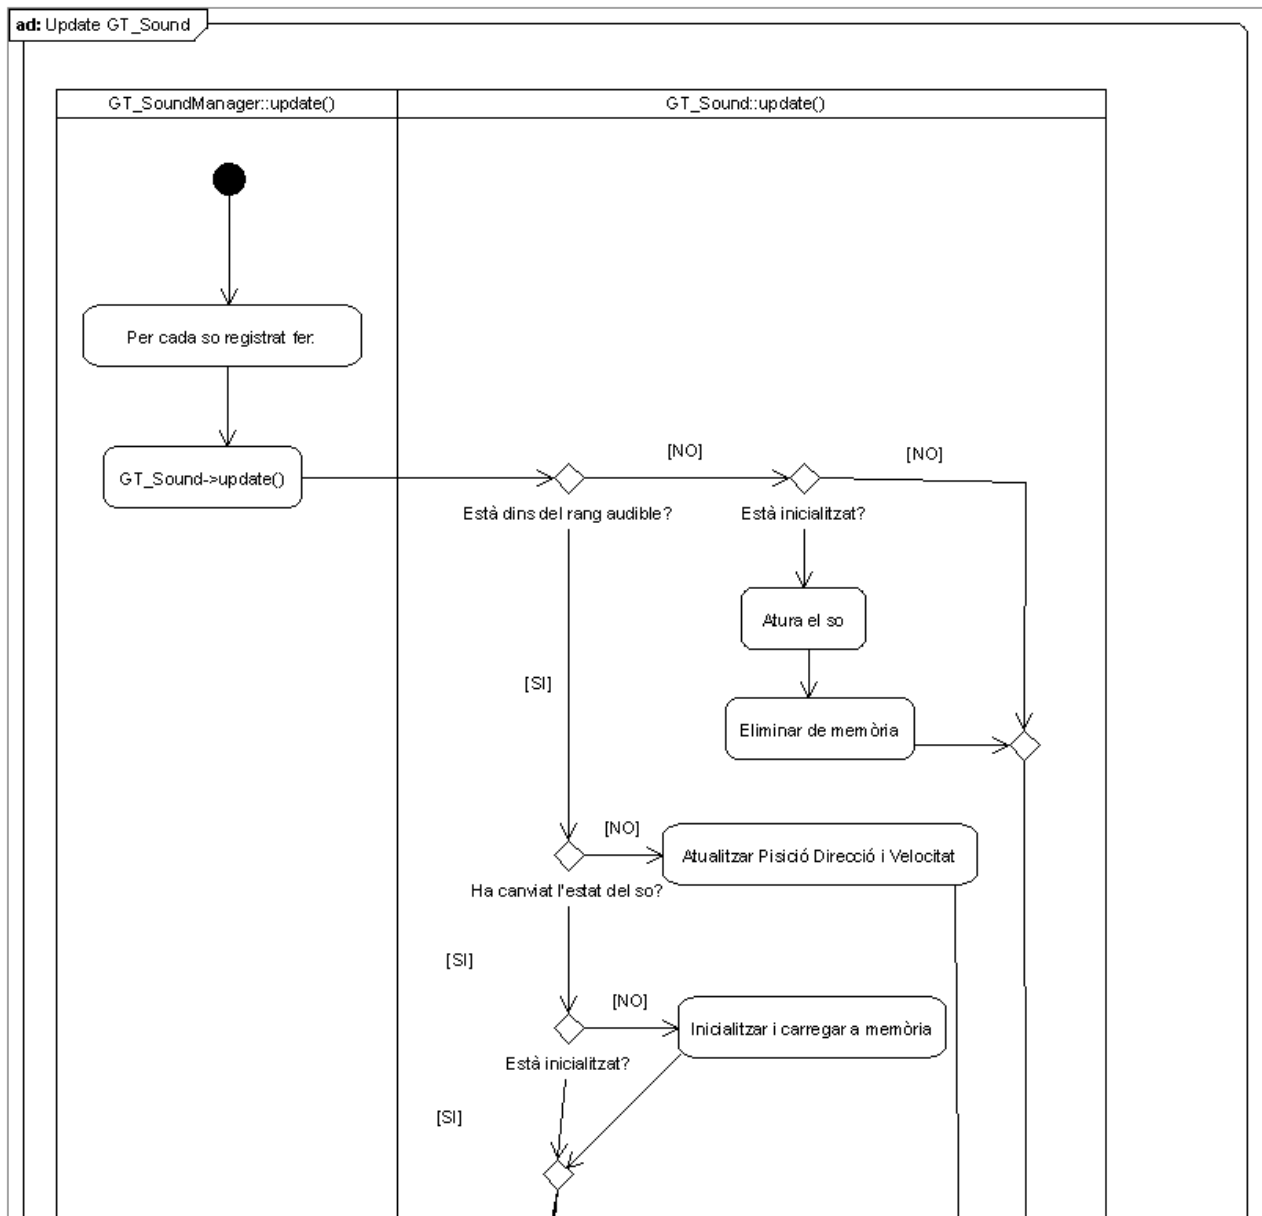 ad: Update GT_Sound
GT_SoundManager::update()
GT_Sound::update()
Per cada so registrat fer:
GT_Sound->update()
[NO]
[NO]
Està dins del rang audible?
Està inicialitzat?
Atura el so
[SI]
Eliminar de memòria
[NO]
Atualitzar Pisició Direcció i Velocitat
Ha canviat l'estat del so?
[SI]
[NO]
Inicialitzar i carregar a memòria
Està inicialitzat?
[SI]